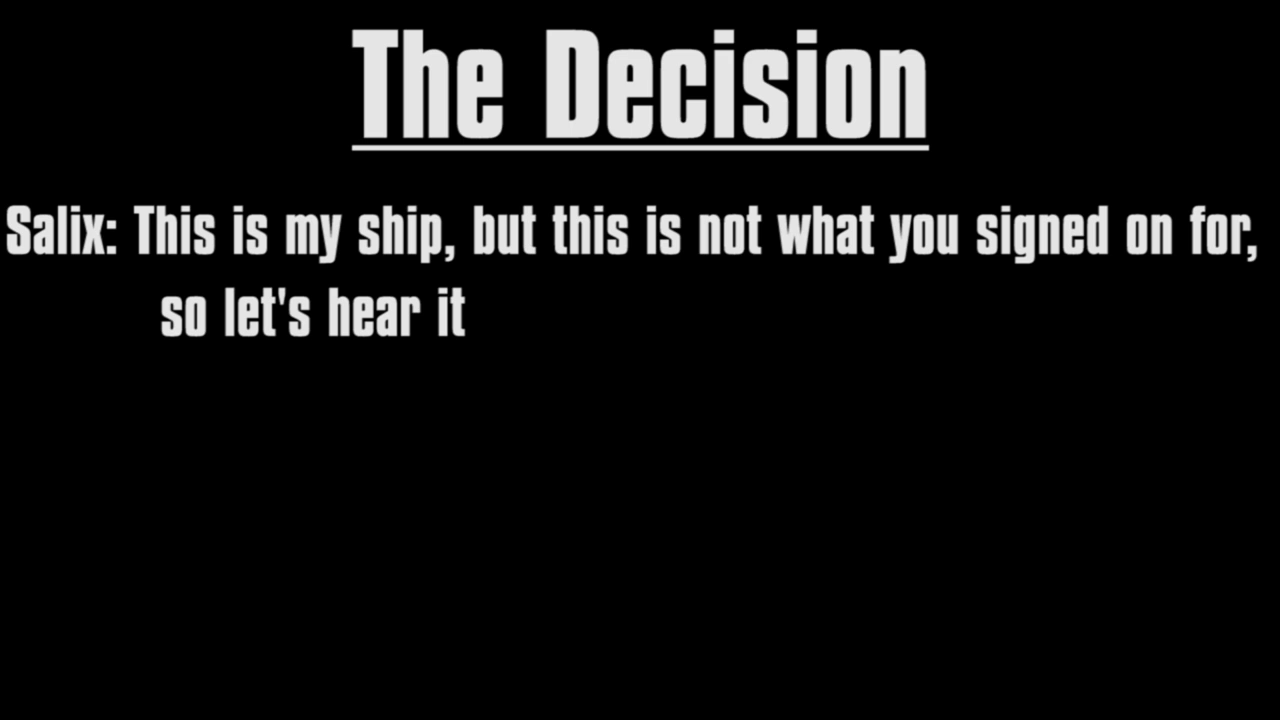 The Decision
Salix: This is my ship, but this is not what you signed on for,
so let's hear it